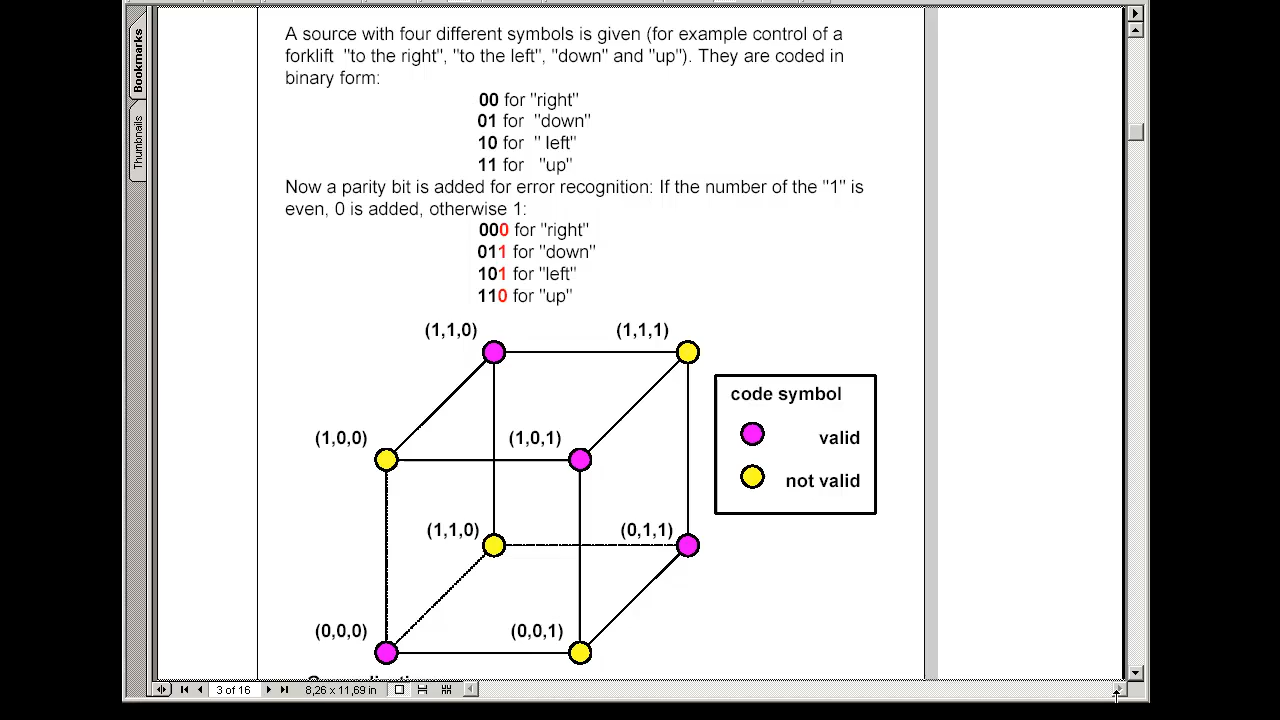 A source with four different symbols is given (for example control of a
forklift "to the right", "to the left", "down" and "up"). They are coded in
binary form:
00 for "right"
01 for "down"
10 for " left"
11 for "up"
Now a parity bit is added for error recognition: If the number of the "1" is
even, 0 is added, otherwise 1:
000 for "right"
011 for "down"
101 for "left"
110 for "up"
(1,1,0) (1,1,1)
code symbol
valid
not valid
(1,0,0) (1,0,1)
(1,1,0) (0,1,1)
(0,0,0) (0,0,1)
Bookmarks
Thumbnails
3 of 16 8,26 x 11,69 in